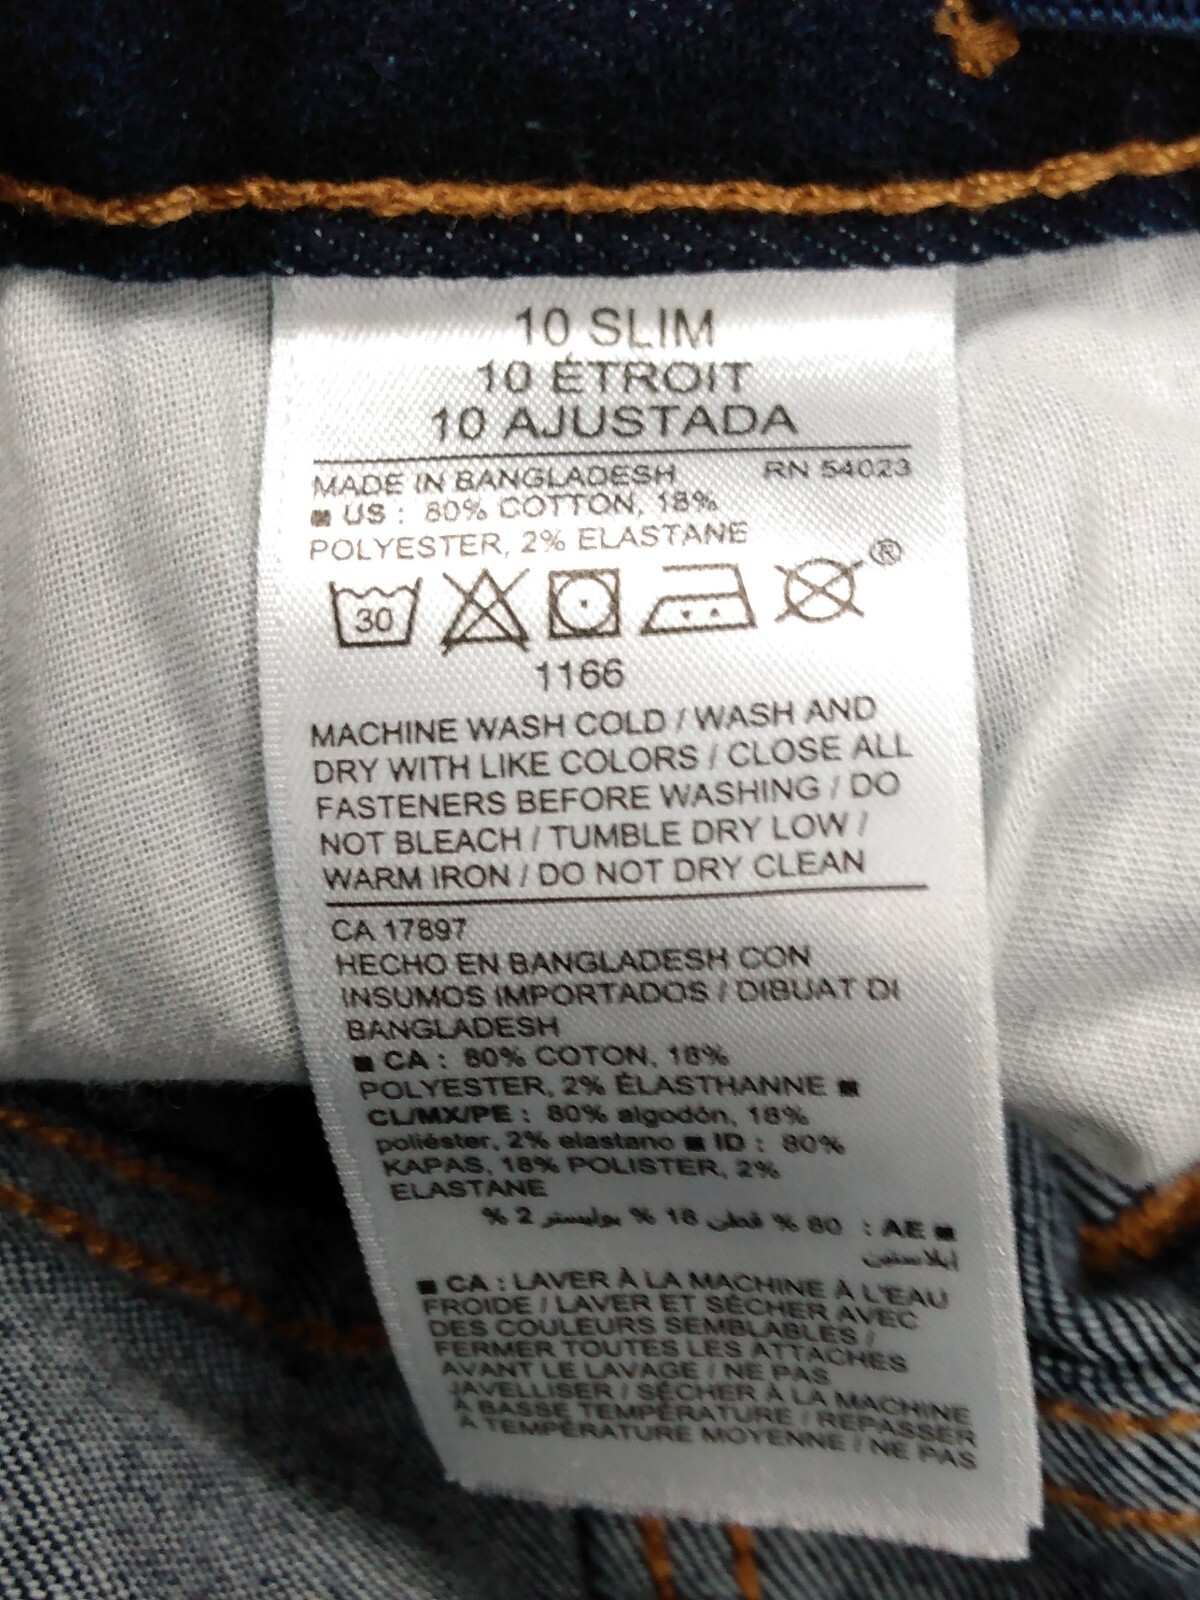 10 SLIM
10 ÉTROIT
10 AJUSTADA
MADE IN BANGLADESH RN 54023
■ US : 80% COTTON, 18%
POLYESTER, 2% ELASTANE
30 ®
1166
MACHINE WASH COLD / WASH AND
DRY WITH LIKE COLORS / CLOSE ALL
FASTENERS BEFORE WASHING / DO
NOT BLEACH / TUMBLE DRY LOW /
WARM IRON / DO NOT DRY CLEAN
CA 17897
HECHO EN BANGLADESH CON
INSUMOS IMPORTADOS / DIBUAT DI
BANGLADESH
■ CA : 80% COTON, 18%
POLYESTER, 2% ÉLASTHANNE ■
CL/MX/PE : 80% algodón, 18%
poliéster, 2% elastano ■ ID : 80%
KAPAS, 18% POLISTER, 2%
ELASTANE
■ AE : 80 % قطن 18 % بوليستر 2 %
ايلاستين
■ CA : LAVER À LA MACHINE À L'EAU
FROIDE / LAVER ET SÉCHER AVEC
DES COULEURS SEMBLABLES /
FERMER TOUTES LES ATTACHES
AVANT LE LAVAGE / NE PAS
JAVELLISER / SÉCHER À LA MACHINE
À BASSE TEMPÉRATURE / REPASSER
À TEMPÉRATURE MOYENNE / NE PAS